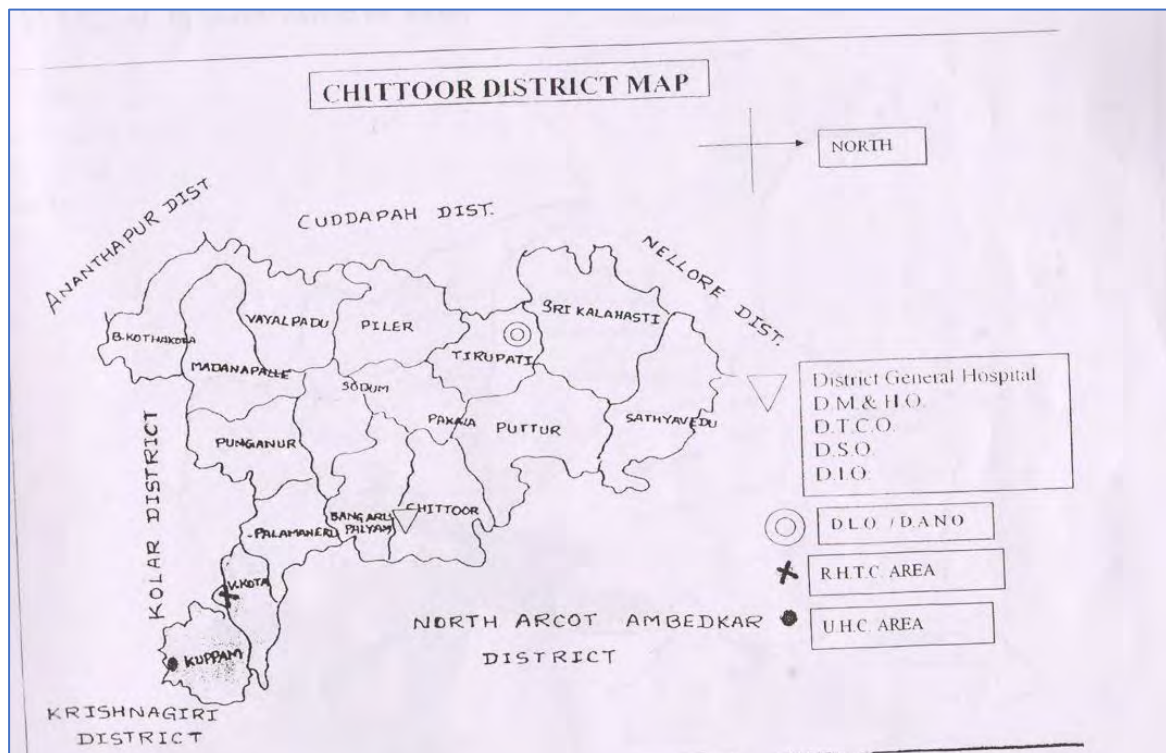 CHITTOOR DISTRICT MAP
NORTH
ANANTHAPUR DIST
CUDDAPAH DIST.
NELLORE DIST.
SRI KALAHASTI
VAYALPADU
PILER
B.KOTHAKOTA
TIRUPATI
MADANAPALLE
SODUM
PAKALA
PUTTUR
SATHYAVEDU
PUNGANUR
KOLAR DISTRICT
CHITTOOR
BANGARU
PALYAM
PALAMANERU
V.KOTA
KUPPAM
NORTH ARCOT AMBEDKAR
DISTRICT
KRISHNAGIRI
DISTRICT
District General Hospital
D.M.& H.O.
D.T.C.O.
D.S.O.
D.I.O.
D.L.O. / D.A.N.O
R.H.T.C. AREA
U.H.C. AREA